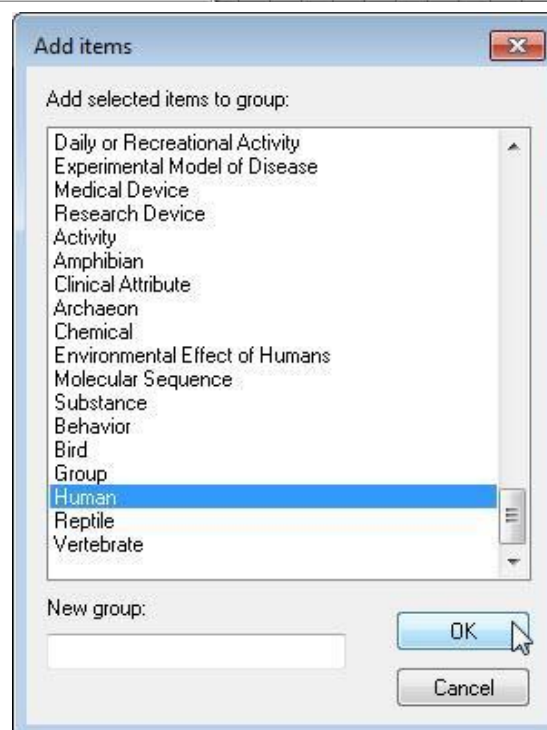 Add items
Add selected items to group:
Daily or Recreational Activity
Experimental Model of Disease
Medical Device
Research Device
Activity
Amphibian
Clinical Attribute
Archaeon
Chemical
Environmental Effect of Humans
Molecular Sequence
Substance
Behavior
Bird
Group
Human
Reptile
Vertebrate
New group:
OK
Cancel